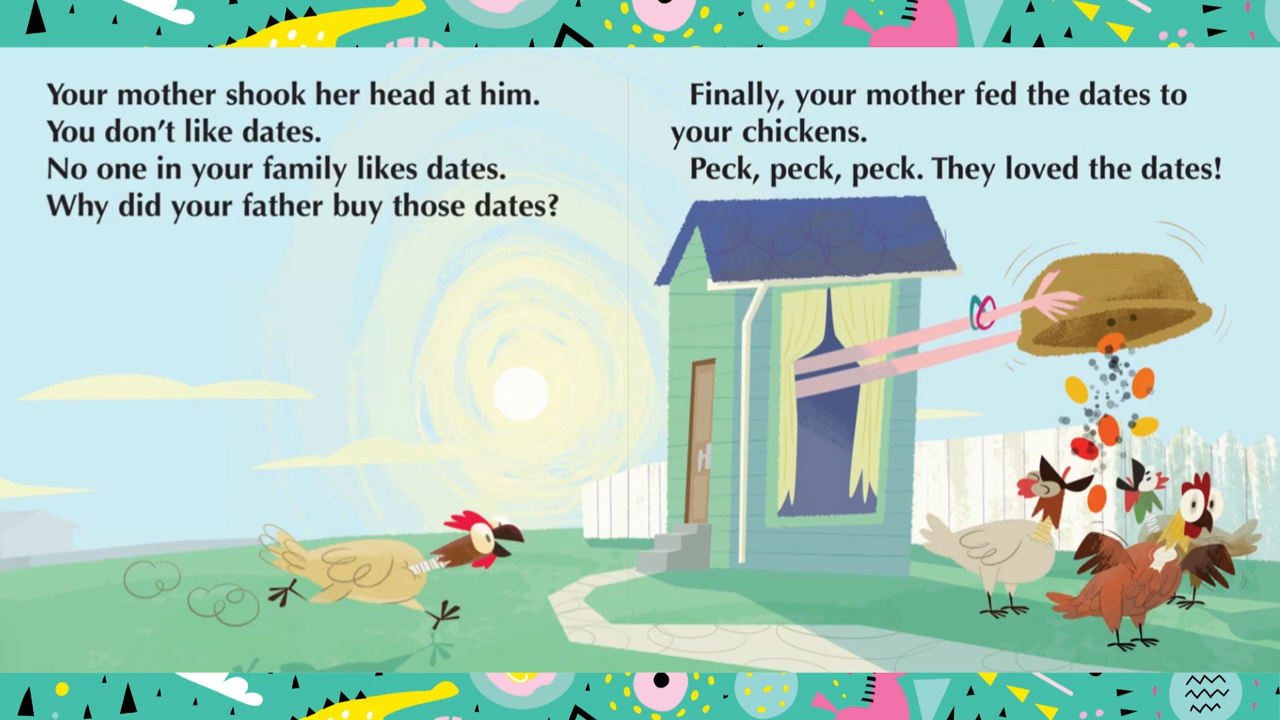 Your mother shook her head at him.
You don't like dates.
No one in your family likes dates.
Why did your father buy those dates?
Finally, your mother fed the dates to
your chickens.
Peck, peck, peck. They loved the dates!